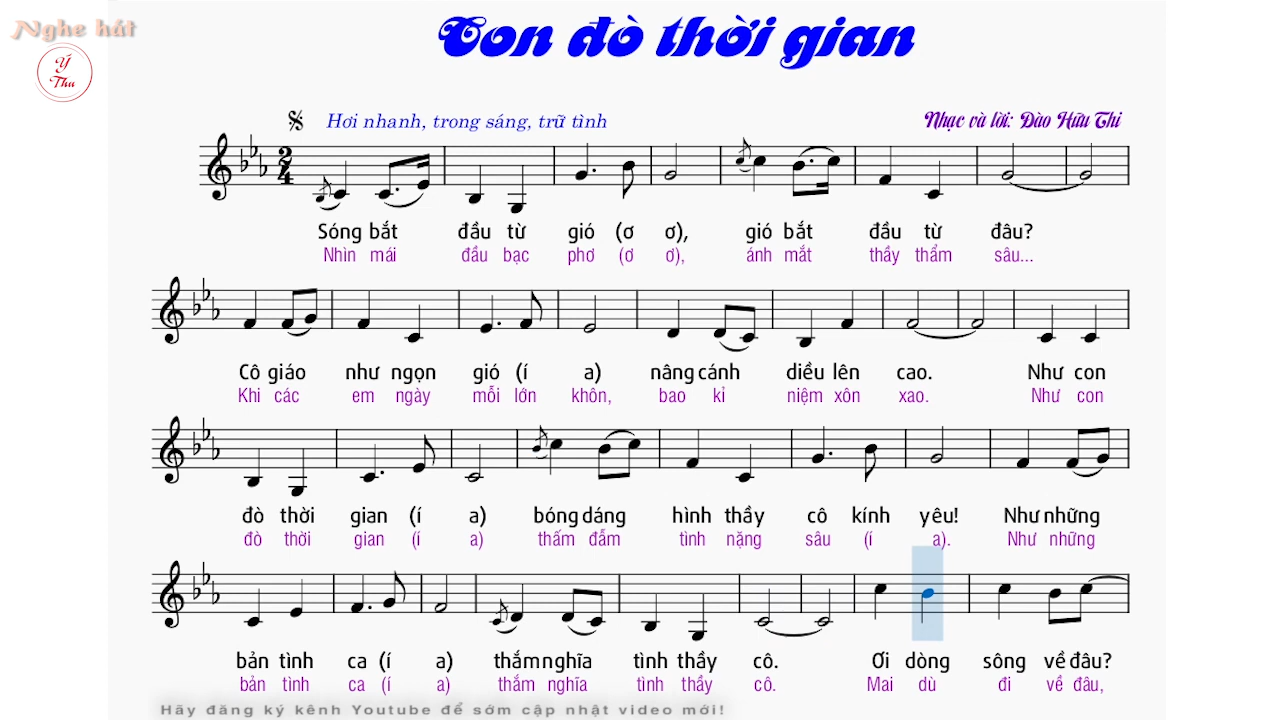 Nghe hát
Con đò thời gian
Ý
Thu
Hơi nhanh, trong sáng, trữ tình
Nhạc và lời: Đào Hữu Thi
2
4
Sóng bắt đầu từ gió (ơ ơ), gió bắt đầu từ đâu?
Nhìn mái đầu bạc phơ (ơ ơ), ánh mắt thầy thẩm sâu...
Cô giáo như ngọn gió (í a) nâng cánh diều lên cao. Như con
Khi các em ngày mỗi lớn khôn, bao kỉ niệm xôn xao. Như con
đò thời gian (í a) bóng dáng hình thầy cô kính yêu! Như những
đò thời gian (í a) thấm đẫm tình nặng sâu (í a). Như những
bản tình ca (í a) thắm nghĩa tình thầy cô. Ơi dòng sông về đâu?
bản tình ca (í a) thắm nghĩa tình thầy cô. Mai dù đi về đâu,
Hãy đăng ký kênh Youtube để sớm cập nhật video mới!